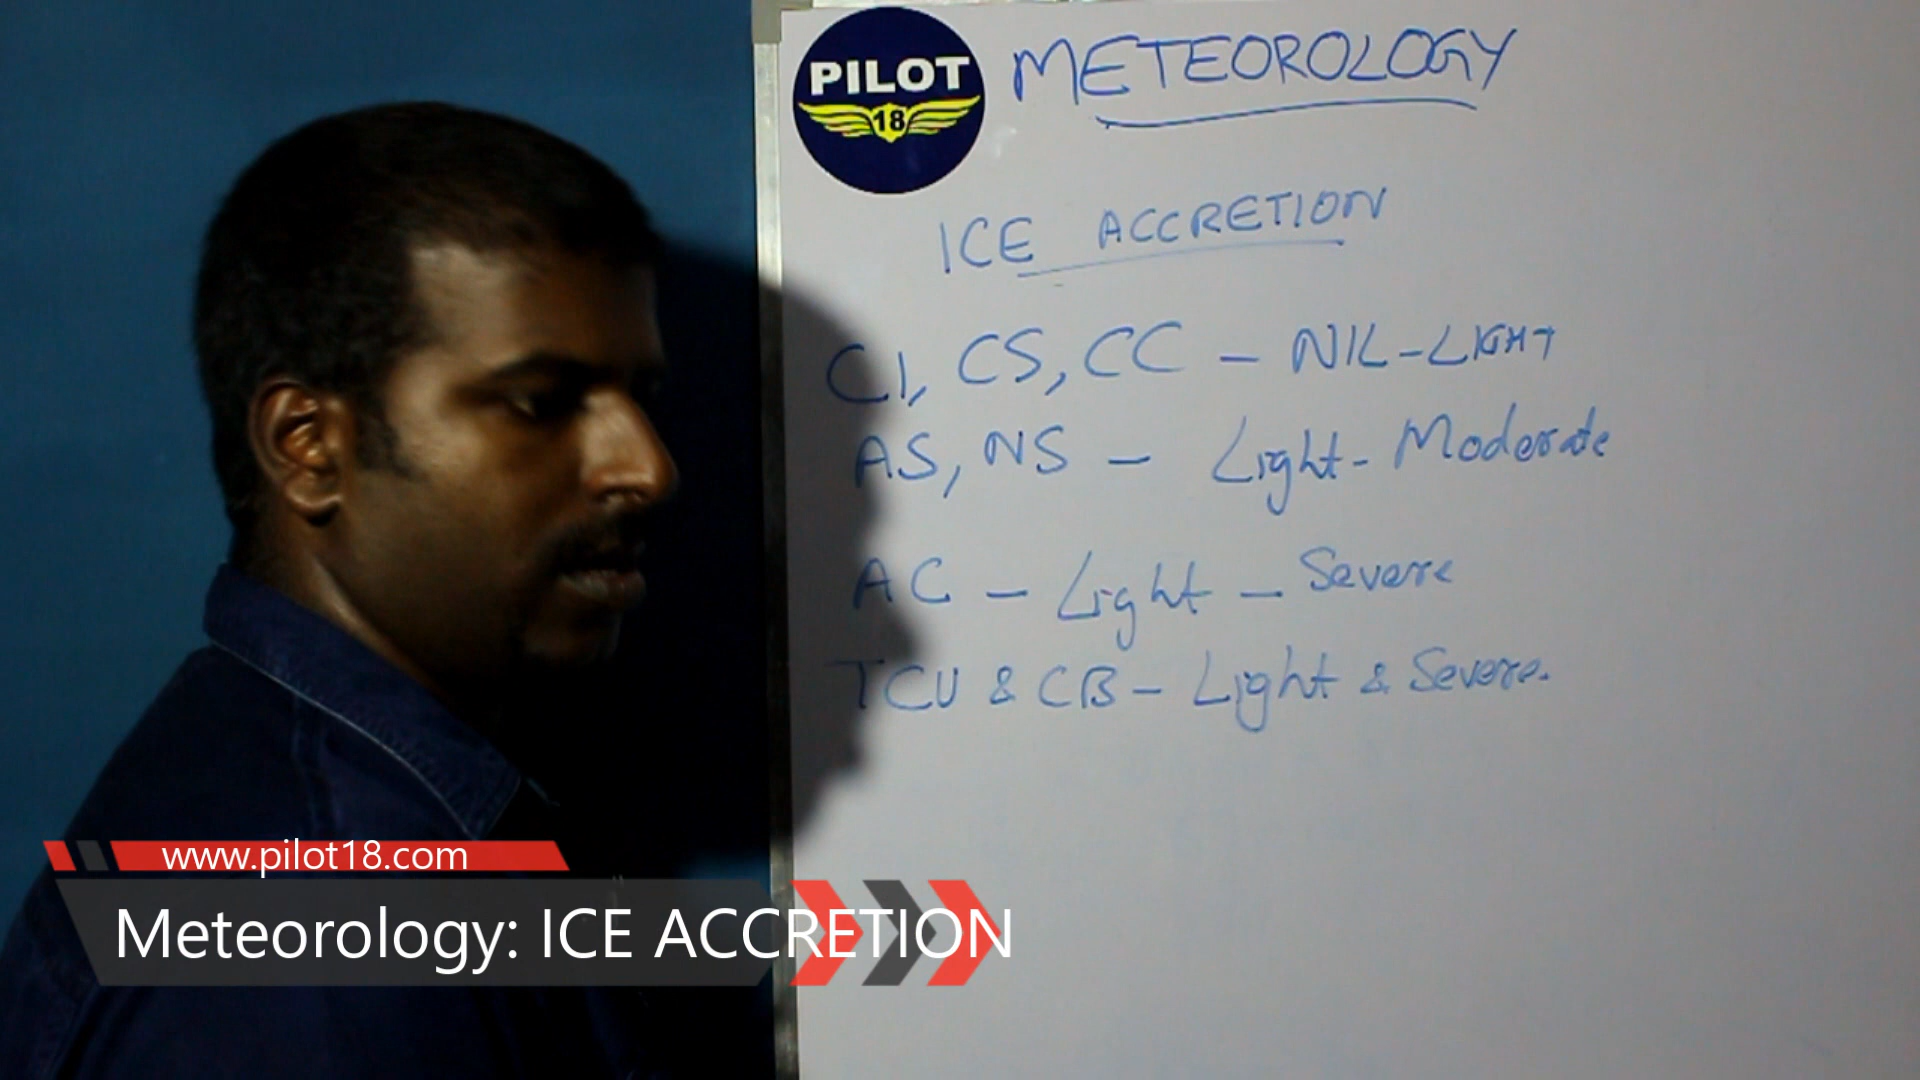 PILOT
18
METEOROLOGY
ICE ACCRETION
CI, CS, CC - NIL-LIGHT
AS, NS - Light- Moderate
AC - Light - Severe
TCU & CB - Light & Severe.
www.pilot18.com
Meteorology: ICE ACCRETION